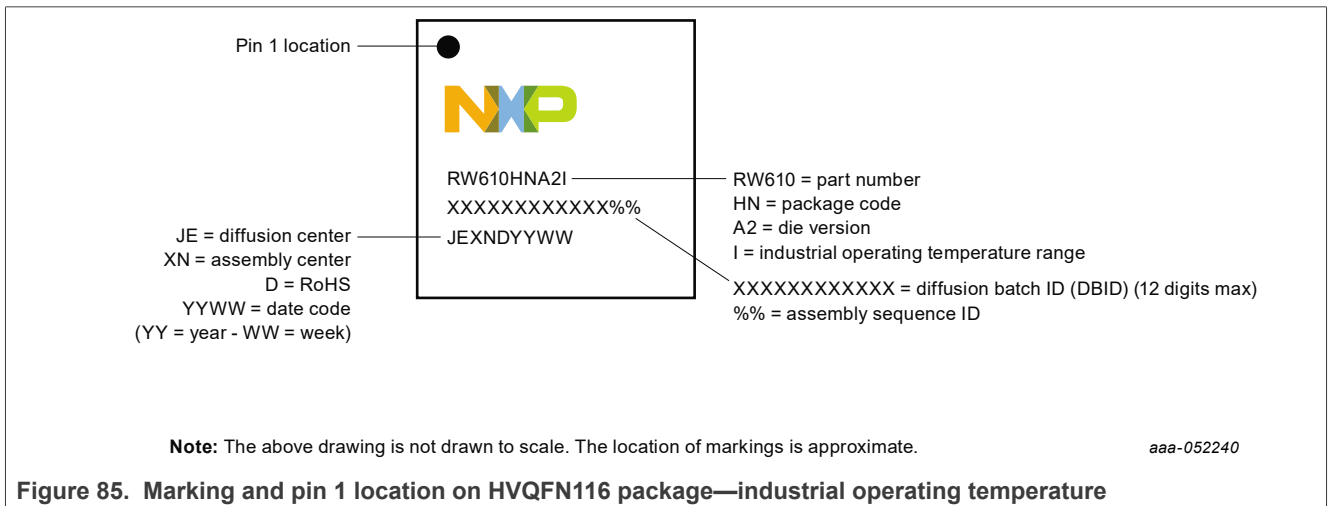 Pin 1 location
NXP
RW610HNA2I
XXXXXXXXXXXX%%
JEXNDYYWW
JE = diffusion center
XN = assembly center
D = RoHS
YYWW = date code
(YY = year - WW = week)
RW610 = part number
HN = package code
A2 = die version
I = industrial operating temperature range
XXXXXXXXXXXX = diffusion batch ID (DBID) (12 digits max)
%% = assembly sequence ID
Note: The above drawing is not drawn to scale. The location of markings is approximate.
aaa-052240
Figure 85. Marking and pin 1 location on HVQFN116 package—industrial operating temperature